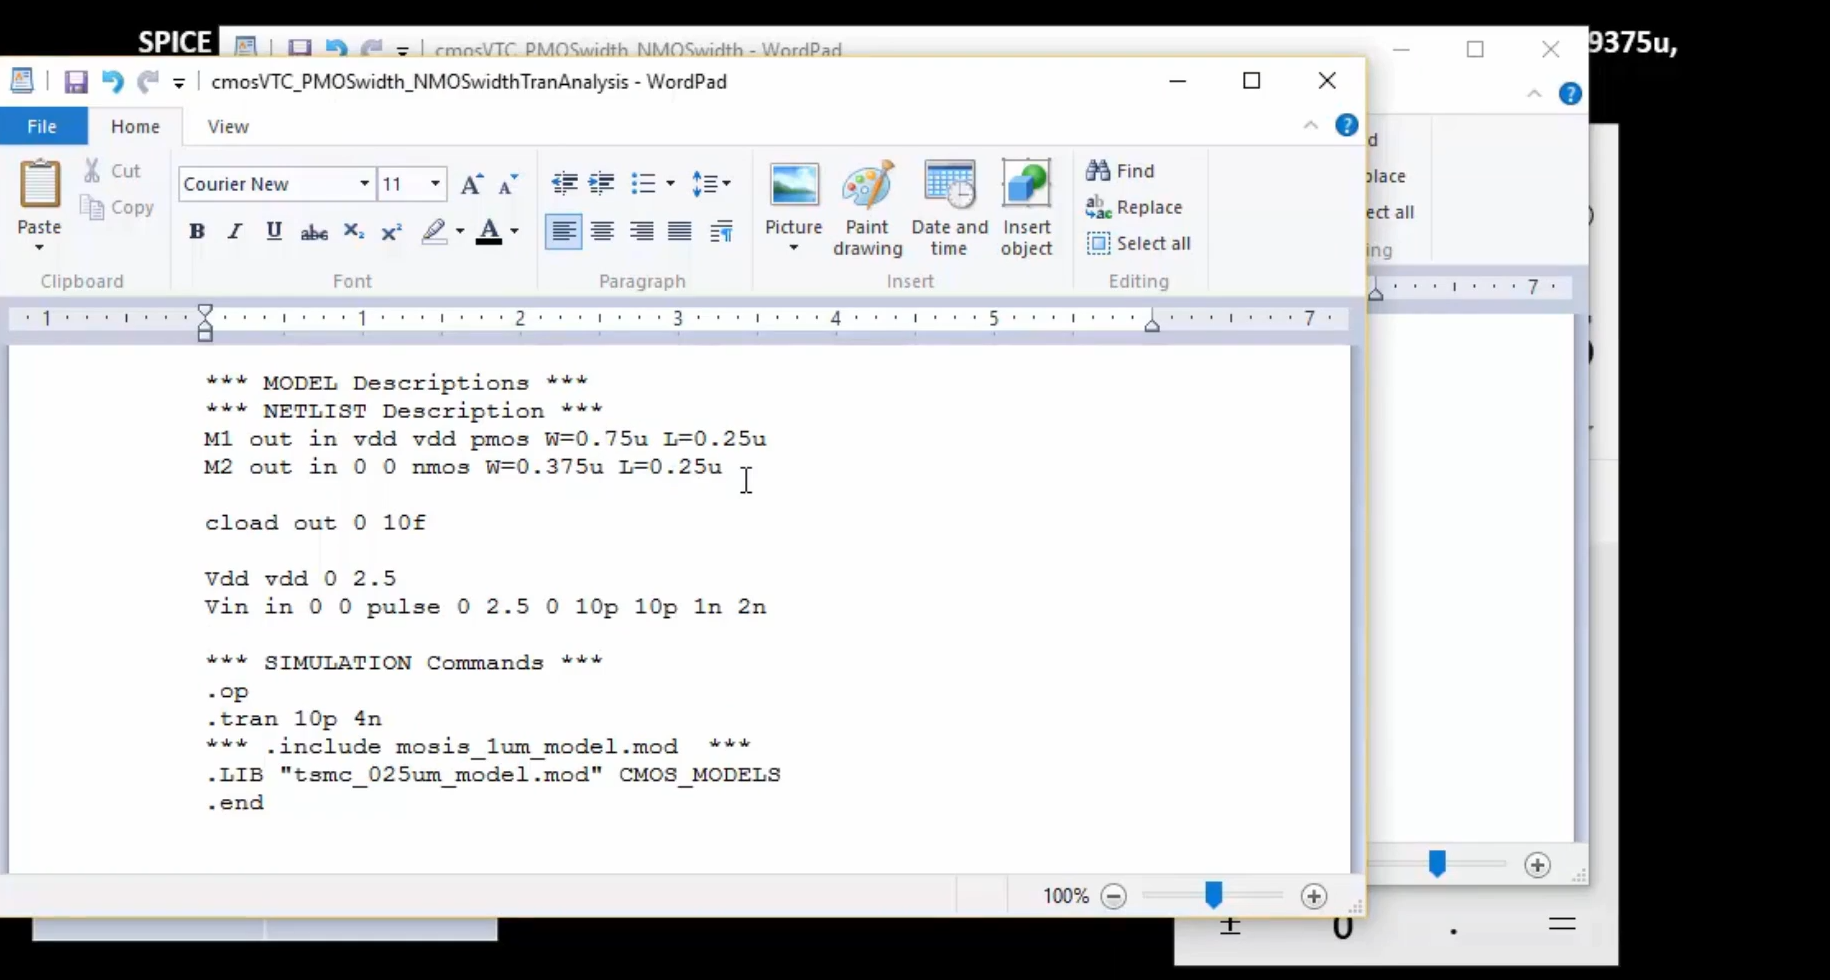 SPICE
cmosVTC_PMOSwidth_NMOSwidth - WordPad
9375u,
cmosVTC_PMOSwidth_NMOSwidthTranAnalysis - WordPad
File Home View
Paste
Cut
Copy
Clipboard
Courier New 11
B I U abc X₂ X² A
Font
Paragraph
Picture
Paint drawing
Date and time
Insert object
Insert
Find
Replace
Select all
Editing
place
ect all
ing
1 1 2 3 4 5 7
7
*** MODEL Descriptions ***
*** NETLIST Description ***
M1 out in vdd vdd pmos W=0.75u L=0.25u
M2 out in 0 0 nmos W=0.375u L=0.25u
cload out 0 10f
Vdd vdd 0 2.5
Vin in 0 0 pulse 0 2.5 0 10p 10p 1n 2n
*** SIMULATION Commands ***
.op
.tran 10p 4n
*** .include mosis_1um_model.mod ***
.LIB "tsmc_025um_model.mod" CMOS_MODELS
.end
100%
± 0 . =